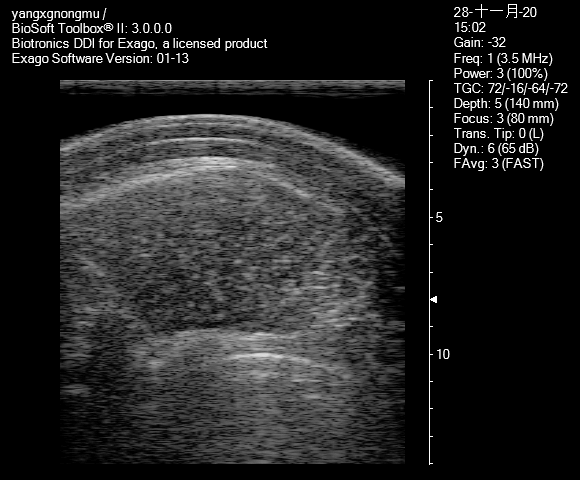 yangxgnongmu /
BioSoft Toolbox® II: 3.0.0.0
Biotronics DDI for Exago, a licensed product
Exago Software Version: 01-13
28-十一月-20
15:02
Gain: -32
Freq: 1 (3.5 MHz)
Power: 3 (100%)
TGC: 72/-16/-64/-72
Depth: 5 (140 mm)
Focus: 3 (80 mm)
Trans. Tip: 0 (L)
Dyn.: 6 (65 dB)
FAvg: 3 (FAST)
5
10